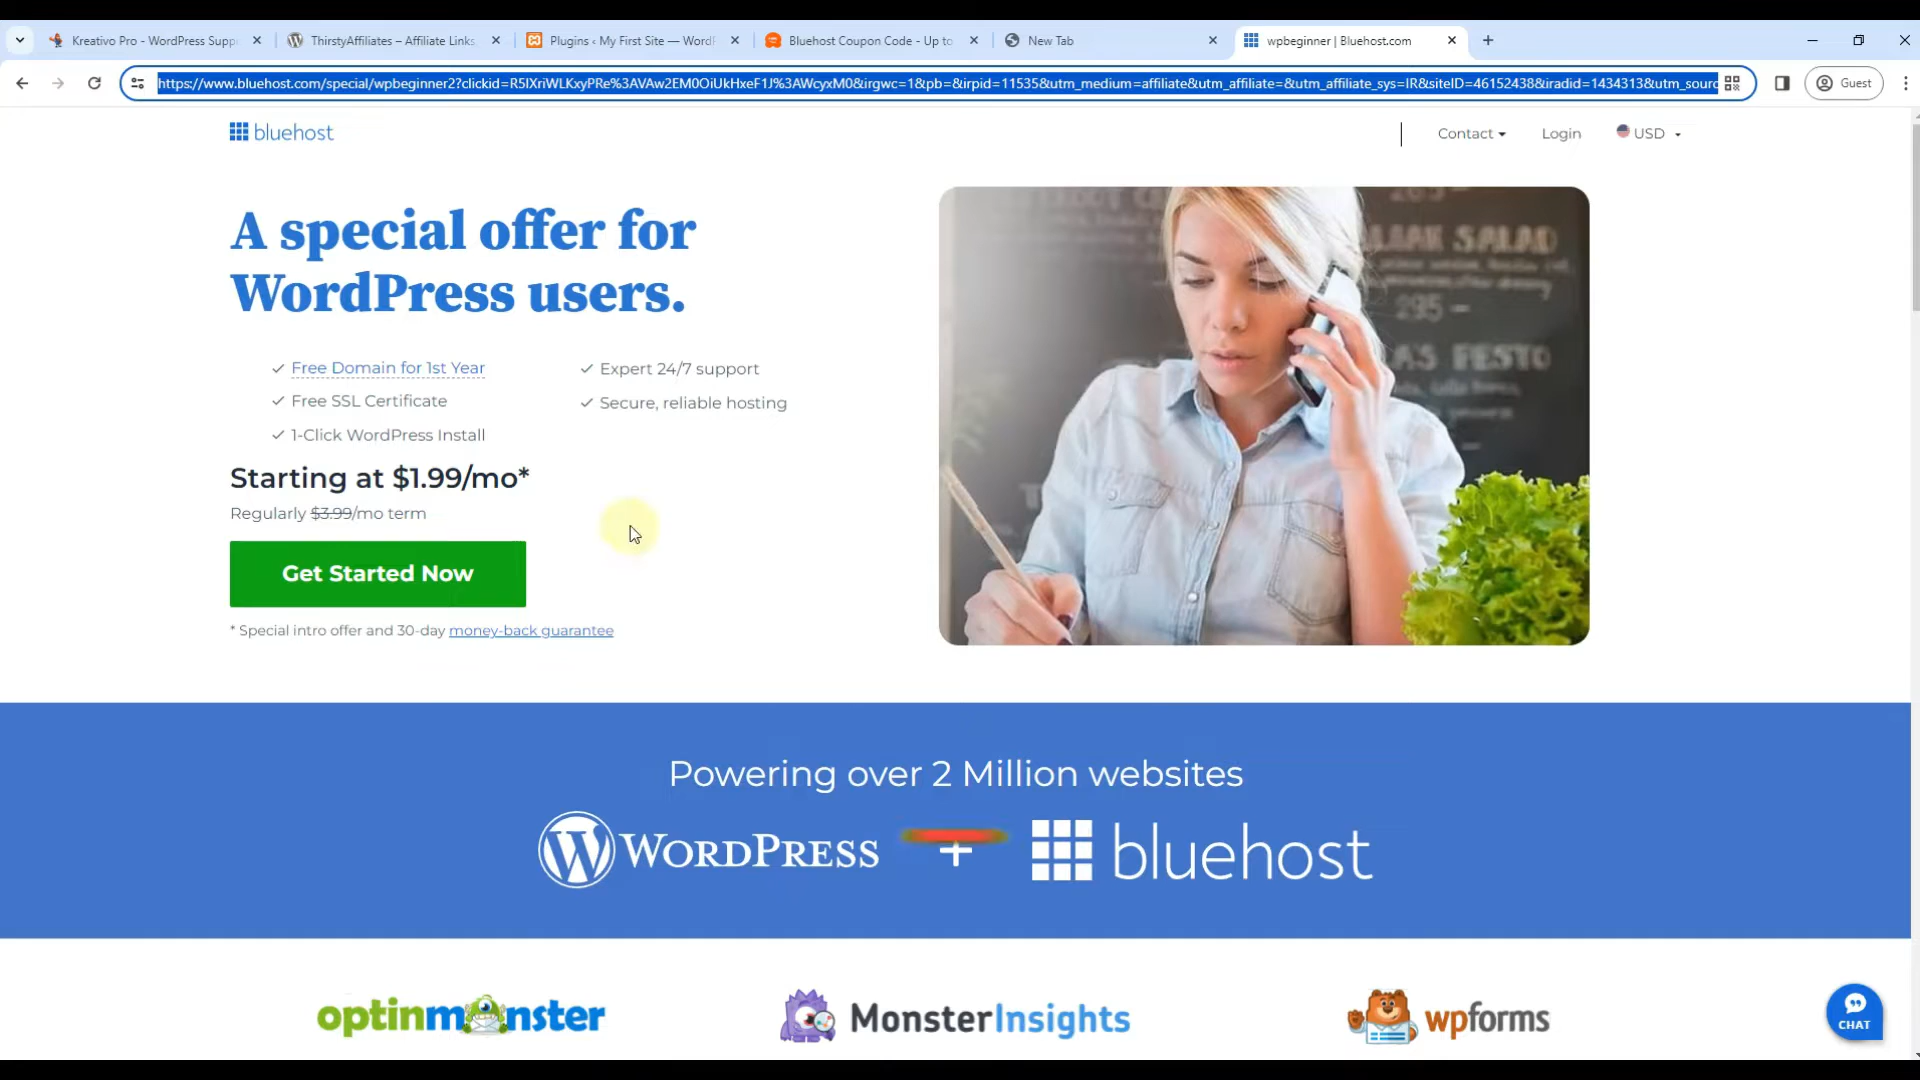 Kreativo Pro - WordPress Supp
ThirstyAffiliates – Affiliate Links
Plugins ‹ My First Site — WordP
Bluehost Coupon Code - Up to
New Tab
wpbeginner | Bluehost.com
https://www.bluehost.com/special/wpbeginner2?clickid=R5IXriWLKxyPRe%3AVAw2EM0OiUkHxeF1J%3AWcyxM0&irgwc=1&pb=&irpid=11535&utm_medium=affiliate&utm_affiliate=&utm_affiliate_sys=IR&siteID=46152438&iradid=1434313&utm_sourc
Guest
bluehost
Contact
Login
USD
A special offer for
WordPress users.
Free Domain for 1st Year
Expert 24/7 support
Free SSL Certificate
Secure, reliable hosting
1-Click WordPress Install
Starting at $1.99/mo*
Regularly $3.99/mo term
Get Started Now
* Special intro offer and 30-day money-back guarantee
SALAD
295
FESTO
Powering over 2 Million websites
WORDPRESS + bluehost
optinmonster
MonsterInsights
wpforms
CHAT